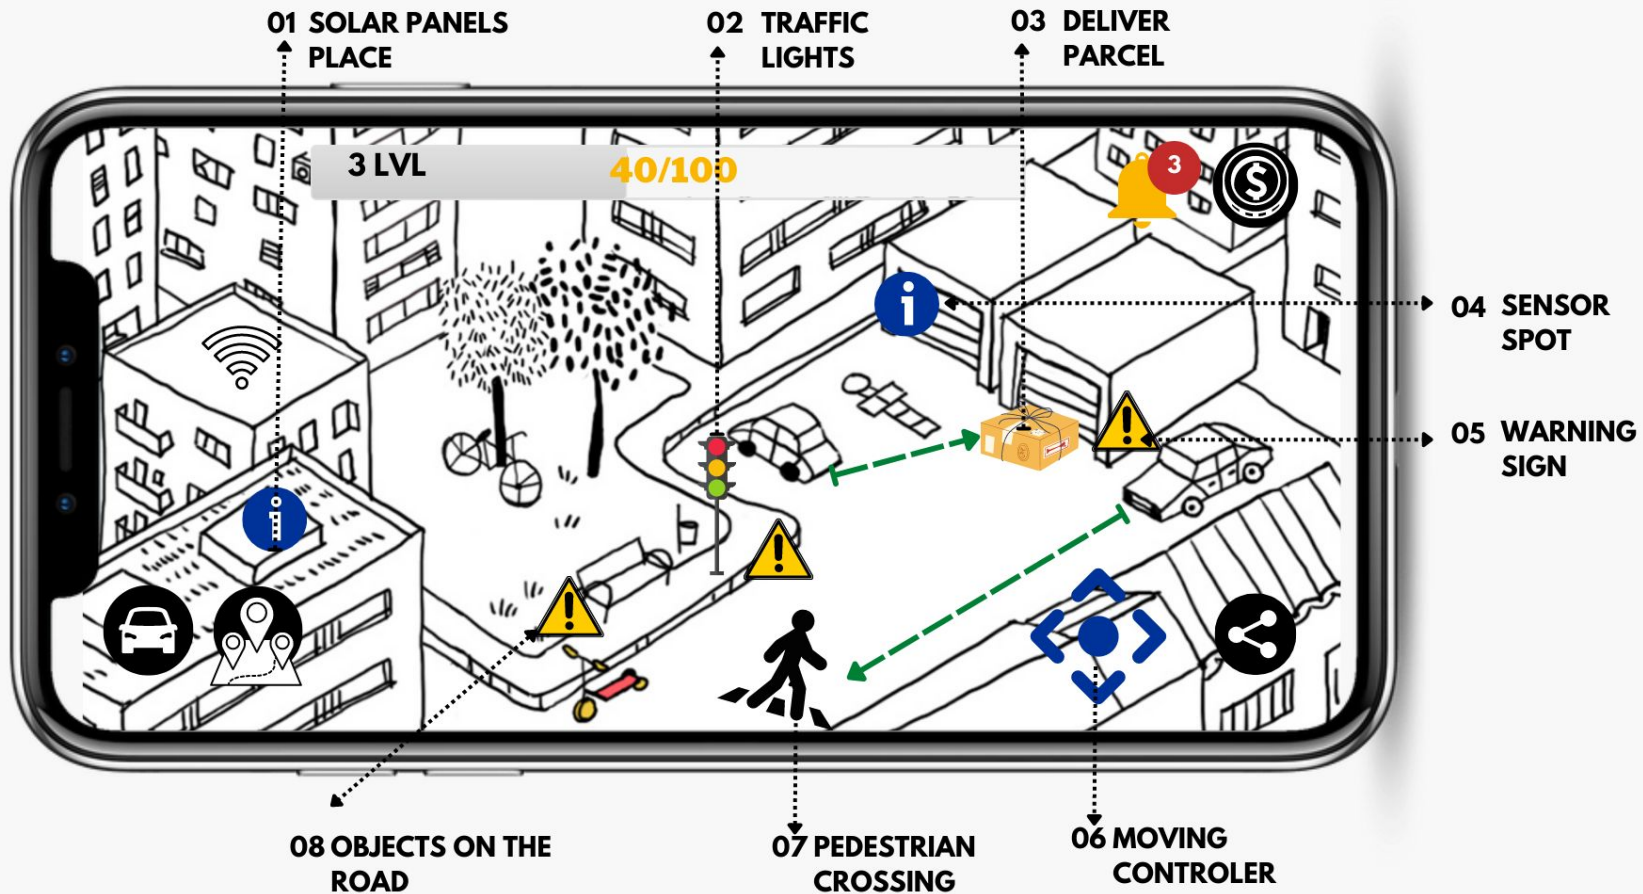 01 SOLAR PANELS
PLACE
02 TRAFFIC
LIGHTS
03 DELIVER
PARCEL
3 LVL
40/100
3
$
i
04 SENSOR
SPOT
05 WARNING
SIGN
i
08 OBJECTS ON THE
ROAD
07 PEDESTRIAN
CROSSING
06 MOVING
CONTROLER